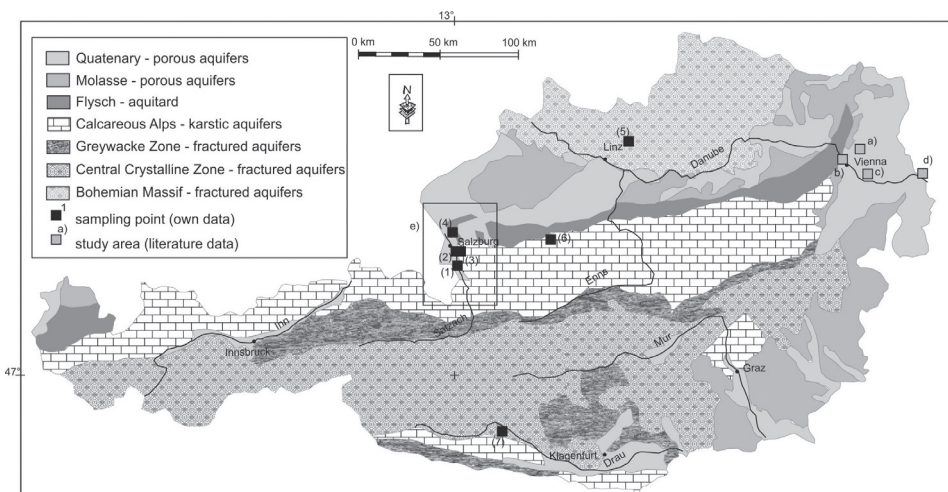 13°
0 km 50 km 100 km
Quatenary - porous aquifers
Molasse - porous aquifers
Flysch - aquitard
Calcareous Alps - karstic aquifers
Greywacke Zone - fractured aquifers
Central Crystalline Zone - fractured aquifers
Bohemian Massif - fractured aquifers
1
sampling point (own data)
a)
study area (literature data)
N
(5)
Linz
Danube
a)
Vienna
b)
c)
d)
e)
(4)
Salzburg
(2)
(3)
(1)
(6)
Enns
Inn
Salzach
Innsbruck
Mur
47°
Graz
(7)
Klagenfurt
Drau